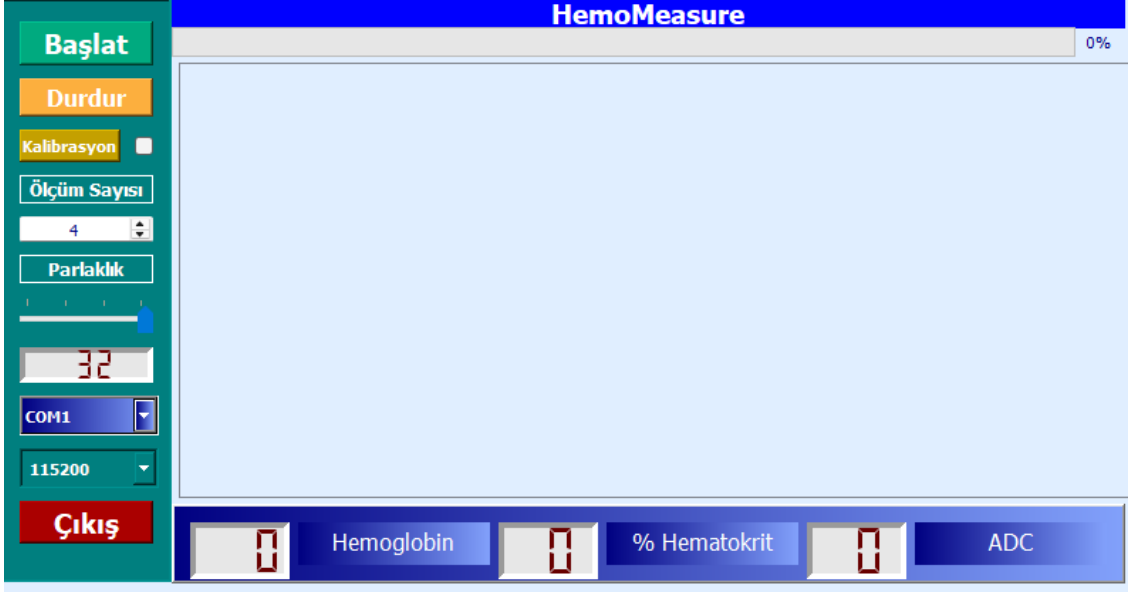 HemoMeasure
0%
Başlat
Durdur
Kalibrasyon
Ölçüm Sayısı
4
Parlaklık
32
COM1
115200
Çıkış
0 Hemoglobin 0 % Hematokrit 0 ADC